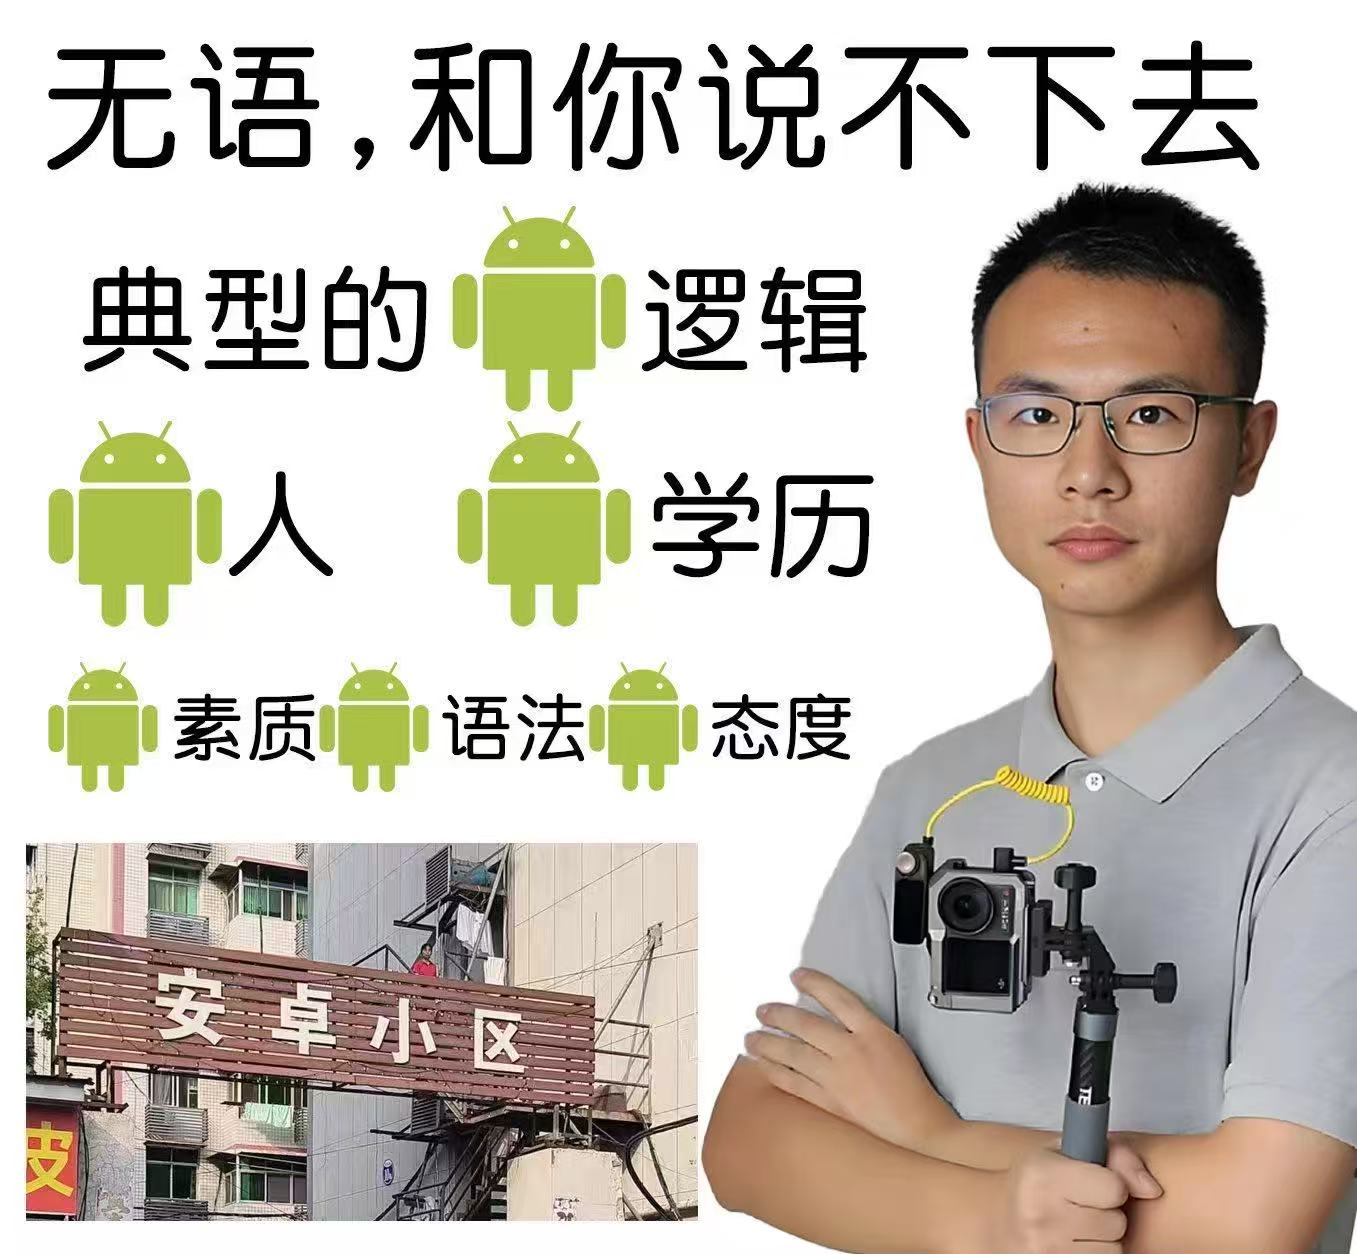 无语,和你说不下去
典型的 逻辑
人 学历
素质 语法 态度
安卓小区
皮
TE